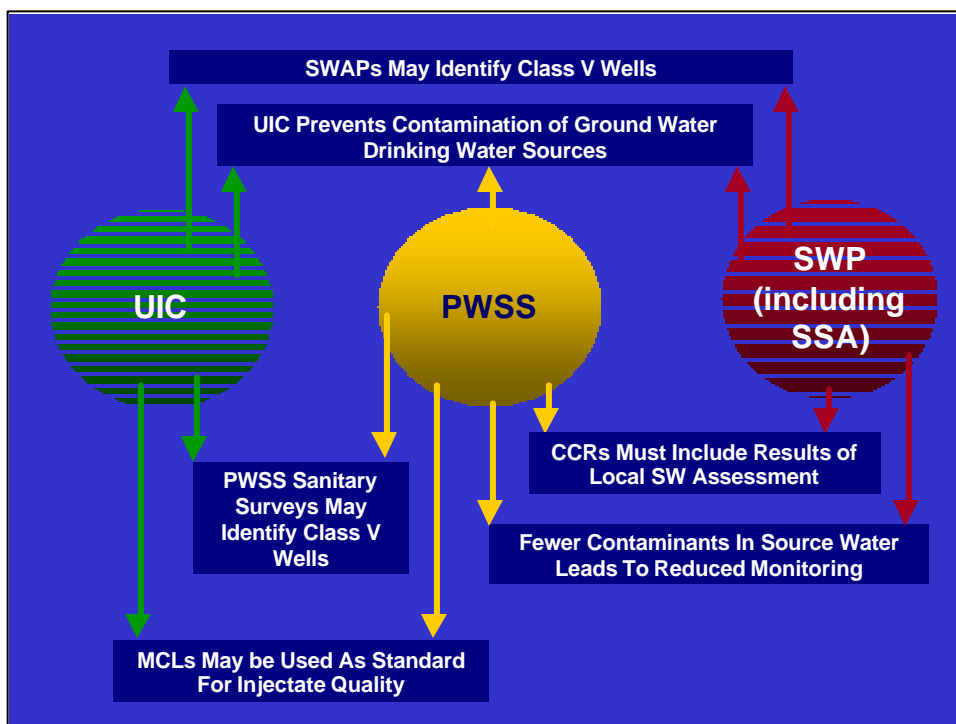 SWAPs May Identify Class V Wells
UIC Prevents Contamination of Ground Water
Drinking Water Sources
UIC
PWSS
SWP
(including
SSA)
CCRs Must Include Results of
Local SW Assessment
PWSS Sanitary
Surveys May
Identify Class V
Wells
Fewer Contaminants In Source Water
Leads To Reduced Monitoring
MCLs May be Used As Standard
For Injectate Quality